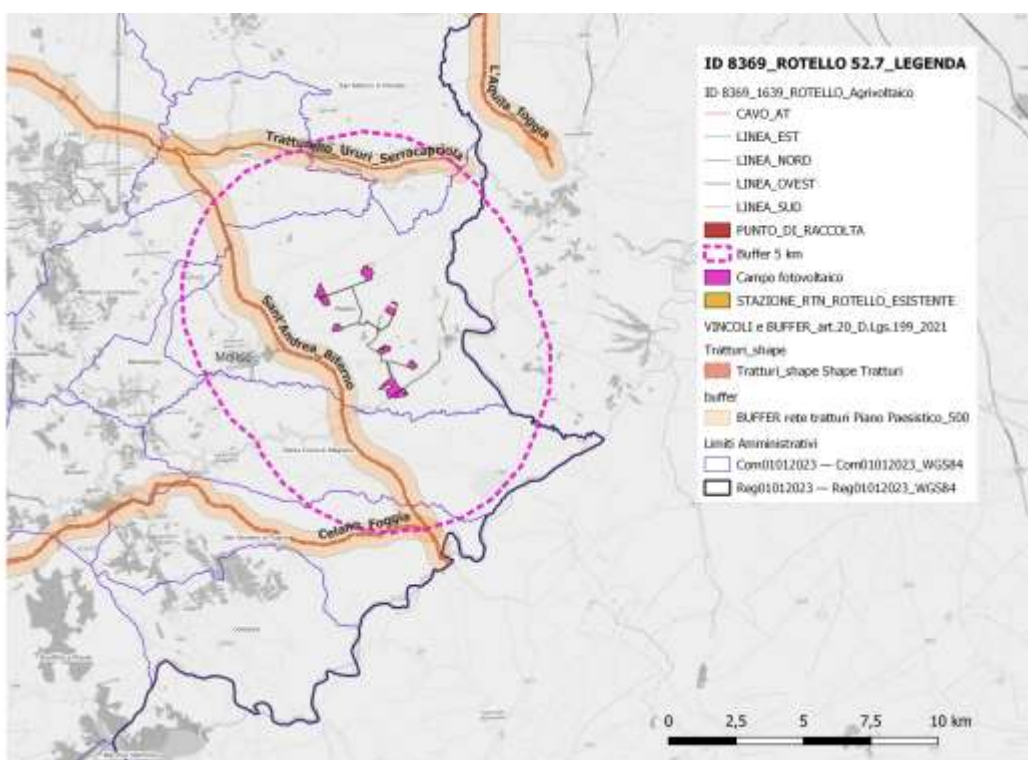 L'Aquila_foggia
Tratturello_Ururi_Serracapriola
Sant'Andrea_Biferno
Molise
Celano_Foggia
ID 8369_ROTELLO 52.7_LEGENDA
ID 8369_1639_ROTELLO_Agrivoltaico
CAVO_AT
LINEA_EST
LINEA_NORD
LINEA_OVEST
LINEA_SUD
PUNTO_DI_RACCOLTA
Buffer 5 km
Campo fotovoltaico
STAZIONE_RTN_ROTELLO_ESISTENTE
VINCOLI e BUFFER_art.20_D.Lgs.199_2021
Tratturi_shape
Tratturi_shape Shape Tratturi
buffer
BUFFER rete tratturi Piano Paesistico_500
Limiti Amministrativi
Com01012023 — Com01012023_WGS84
Reg01012023 — Reg01012023_WGS84
0 2,5 5 7,5 10 km